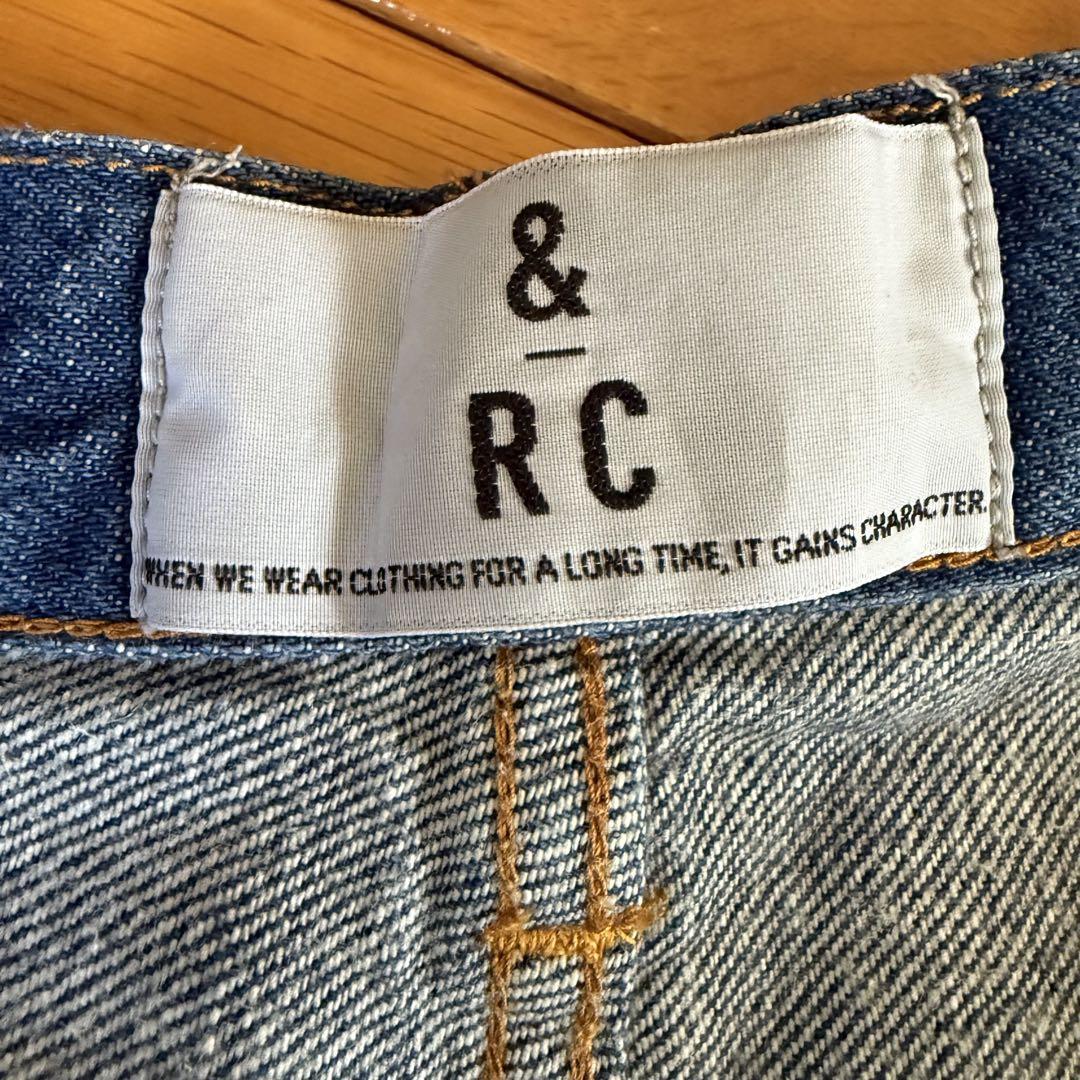 &
RC
WHEN WE WEAR CLOTHING FOR A LONG TIME, IT GAINS CHARACTER.